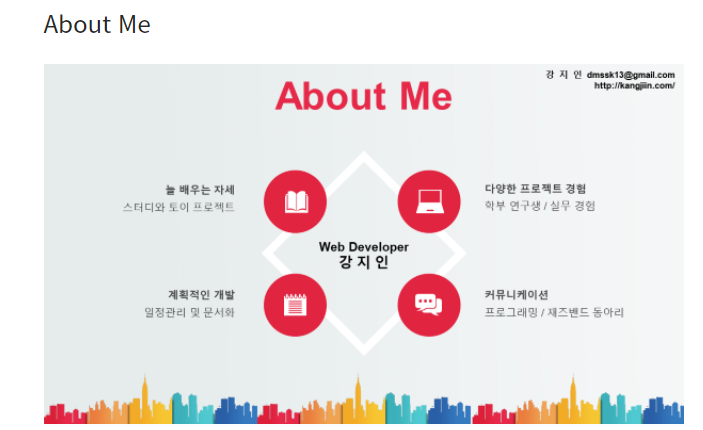 About Me
강 지 인 dmssk13@gmail.com
http://kangjiin.com/
About Me
늘 배우는 자세
스터디와 토이 프로젝트
다양한 프로젝트 경험
학부 연구생 / 실무 경험
Web Developer
강 지 인
계획적인 개발
일정관리 및 문서화
커뮤니케이션
프로그래밍 / 재즈밴드 동아리